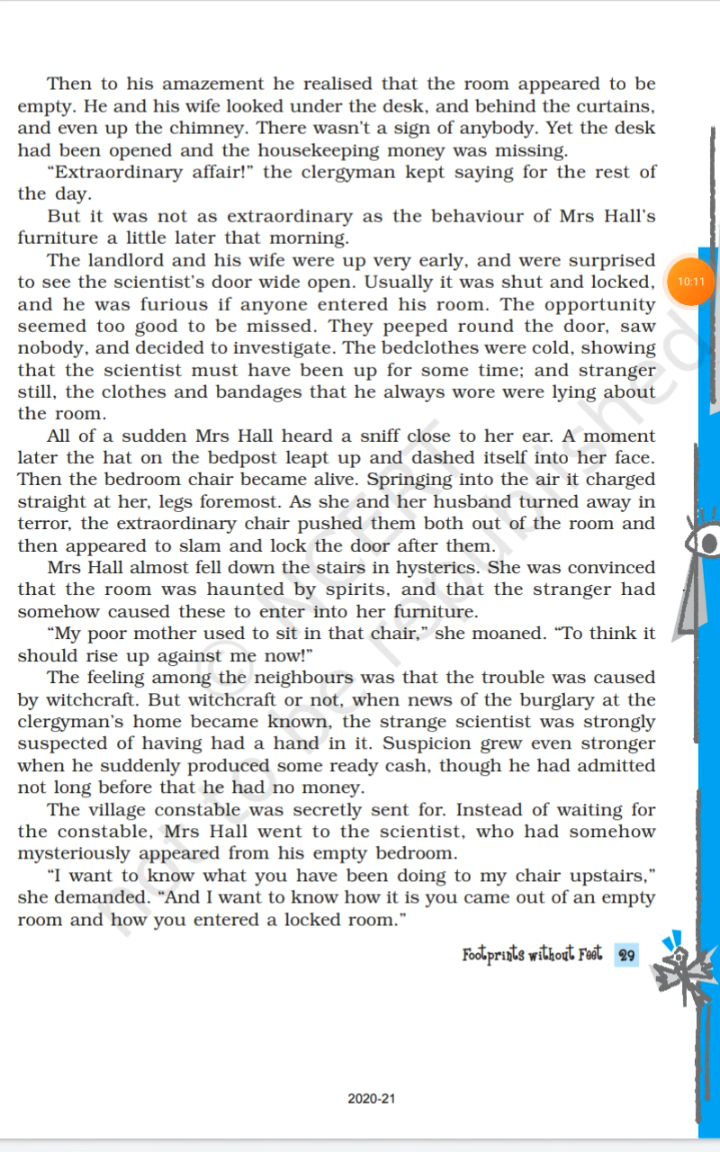 Then to his amazement he realised that the room appeared to be
empty. He and his wife looked under the desk, and behind the curtains,
and even up the chimney. There wasn't a sign of anybody. Yet the desk
had been opened and the housekeeping money was missing.
"Extraordinary affair!" the clergyman kept saying for the rest of
the day.
But it was not as extraordinary as the behaviour of Mrs Hall's
furniture a little later that morning.
The landlord and his wife were up very early, and were surprised
to see the scientist's door wide open. Usually it was shut and locked,
and he was furious if anyone entered his room. The opportunity
seemed too good to be missed. They peeped round the door, saw
nobody, and decided to investigate. The bedclothes were cold, showing
that the scientist must have been up for some time; and stranger
still, the clothes and bandages that he always wore were lying about
the room.
All of a sudden Mrs Hall heard a sniff close to her ear. A moment
later the hat on the bedpost leapt up and dashed itself into her face.
Then the bedroom chair became alive. Springing into the air it charged
straight at her, legs foremost. As she and her husband turned away in
terror, the extraordinary chair pushed them both out of the room and
then appeared to slam and lock the door after them.
Mrs Hall almost fell down the stairs in hysterics. She was convinced
that the room was haunted by spirits, and that the stranger had
somehow caused these to enter into her furniture.
"My poor mother used to sit in that chair," she moaned. "To think it
should rise up against me now!"
The feeling among the neighbours was that the trouble was caused
by witchcraft. But witchcraft or not, when news of the burglary at the
clergyman's home became known, the strange scientist was strongly
suspected of having had a hand in it. Suspicion grew even stronger
when he suddenly produced some ready cash, though he had admitted
not long before that he had no money.
The village constable was secretly sent for. Instead of waiting for
the constable, Mrs Hall went to the scientist, who had somehow
mysteriously appeared from his empty bedroom.
"I want to know what you have been doing to my chair upstairs,"
she demanded. "And I want to know how it is you came out of an empty
room and how you entered a locked room."
Footprints without Feet 29
2020-21
10:11
© NCERT
not to be republished